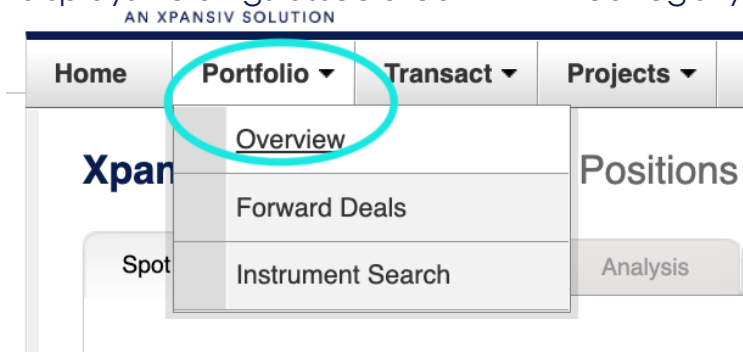 AN XPANSIV SOLUTION
Home Portfolio Transact Projects
Overview
Xpan Positions
Forward Deals
Spot Analysis
Instrument Search